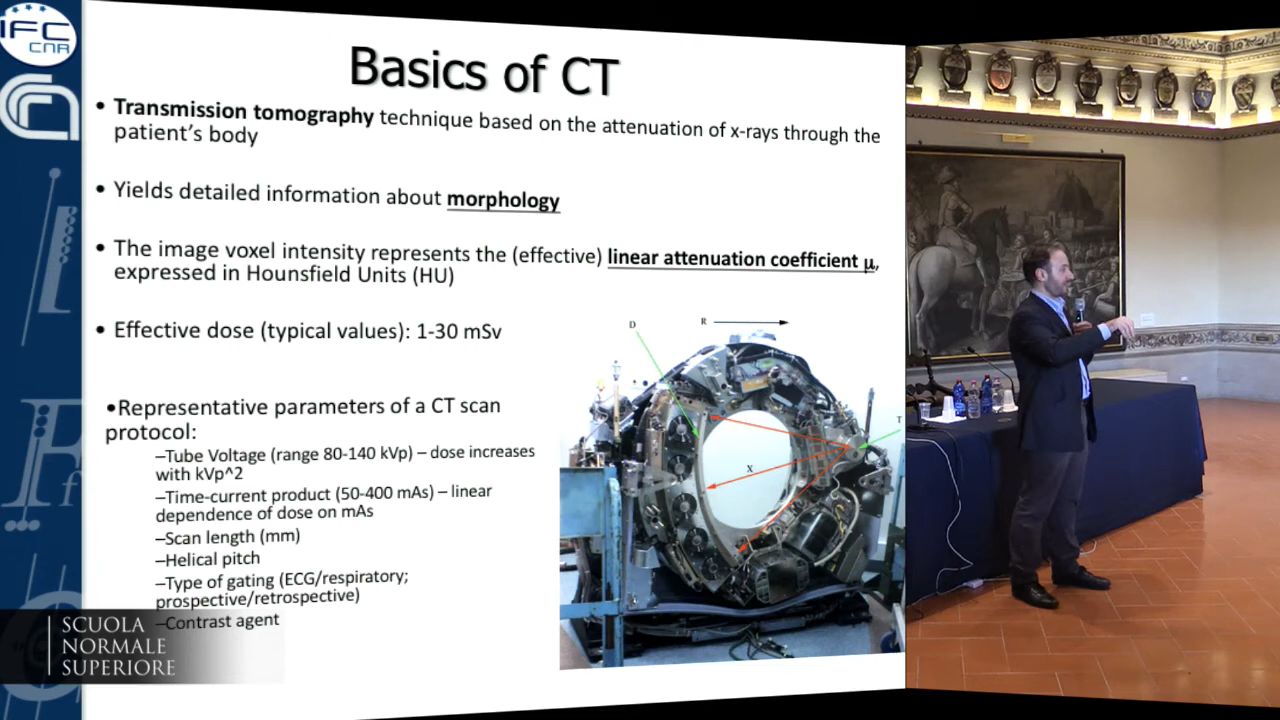 IFC
CNR
Basics of CT
• Transmission tomography technique based on the attenuation of x-rays through the
patient's body
• Yields detailed information about morphology
• The image voxel intensity represents the (effective) linear attenuation coefficient μ,
expressed in Hounsfield Units (HU)
• Effective dose (typical values): 1-30 mSv
•Representative parameters of a CT scan
protocol:
–Tube Voltage (range 80-140 kVp) – dose increases
with kVp^2
–Time-current product (50-400 mAs) – linear
dependence of dose on mAs
–Scan length (mm)
–Helical pitch
–Type of gating (ECG/respiratory;
prospective/retrospective)
–Contrast agent
D
R
T
X
SCUOLA
NORMALE
SUPERIORE